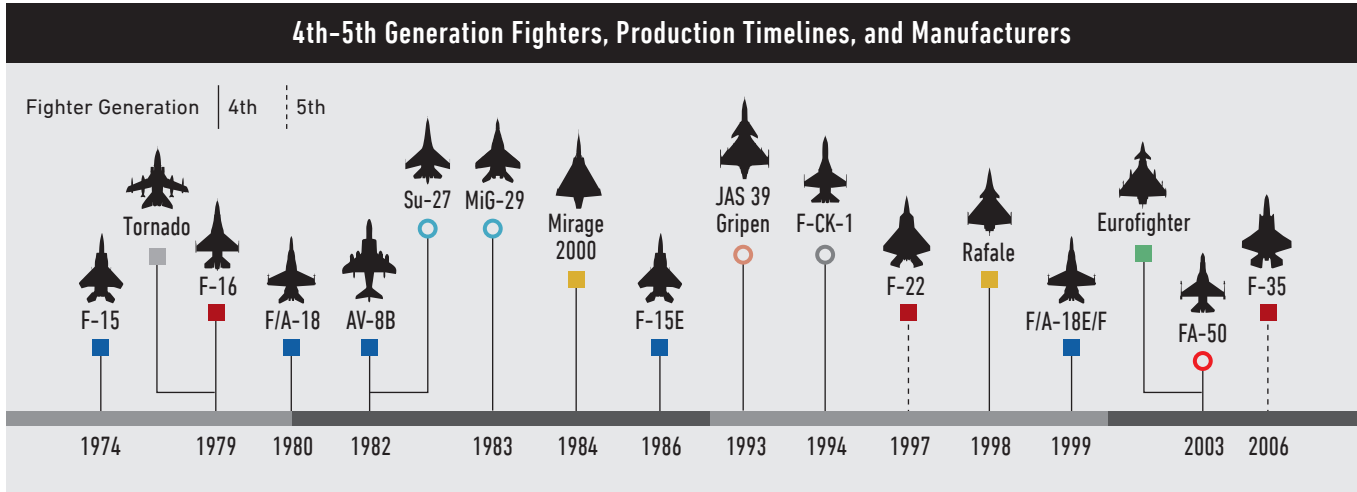 4th-5th Generation Fighters, Production Timelines, and Manufacturers
Fighter Generation
4th
5th
F-15
Tornado
F-16
F/A-18
AV-8B
Su-27
MiG-29
Mirage
2000
F-15E
JAS 39
Gripen
F-CK-1
F-22
Rafale
F/A-18E/F
Eurofighter
FA-50
F-35
1974
1979
1980
1982
1983
1984
1986
1993
1994
1997
1998
1999
2003
2006